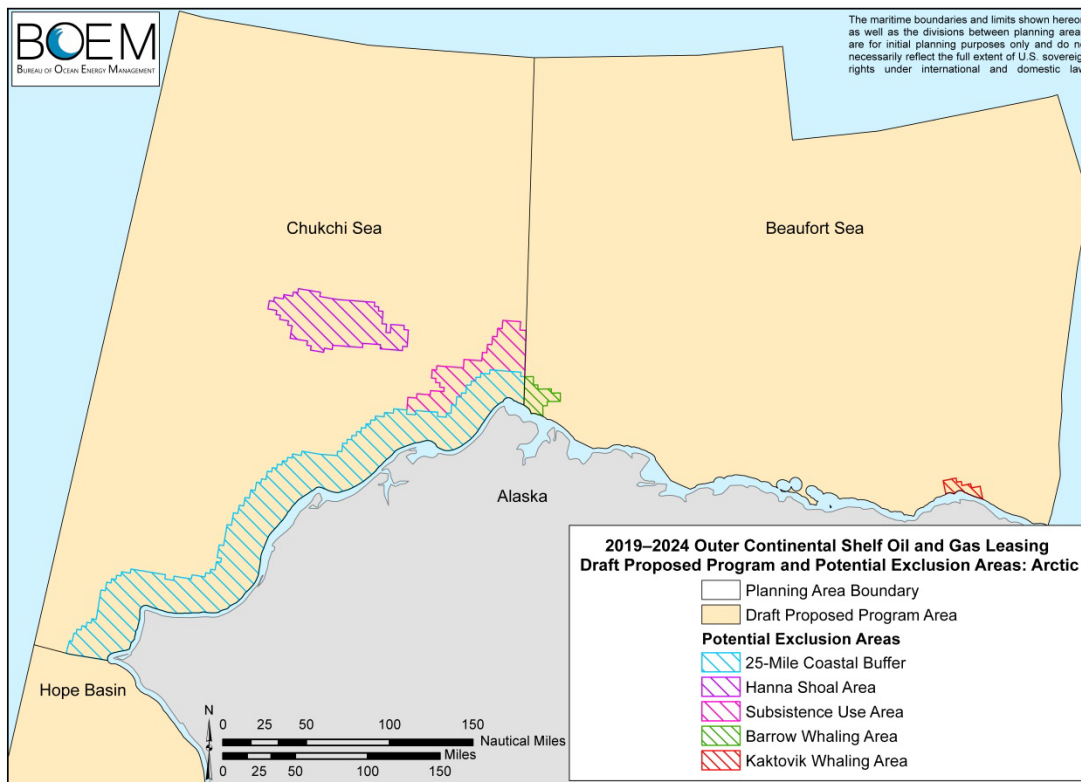 BOEM
BUREAU OF OCEAN ENERGY MANAGEMENT
The maritime boundaries and limits shown hereon
as well as the divisions between planning area
are for initial planning purposes only and do no
necessarily reflect the full extent of U.S. sovereig
rights under international and domestic law
Chukchi Sea
Beaufort Sea
Alaska
Hope Basin
N
0 25 50 100 150
Nautical Miles
Miles
0 25 50 100 150
2019–2024 Outer Continental Shelf Oil and Gas Leasing
Draft Proposed Program and Potential Exclusion Areas: Arctic
Planning Area Boundary
Draft Proposed Program Area
Potential Exclusion Areas
25-Mile Coastal Buffer
Hanna Shoal Area
Subsistence Use Area
Barrow Whaling Area
Kaktovik Whaling Area